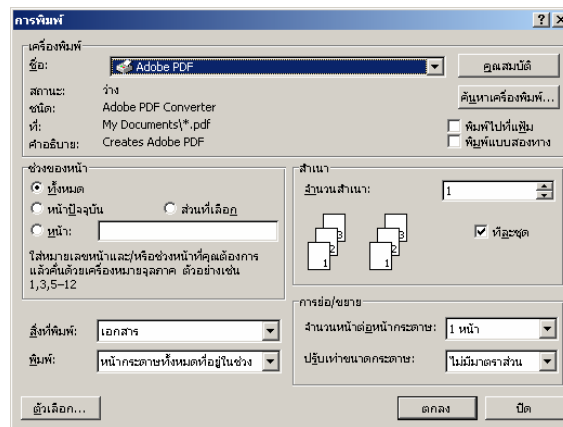 การพิมพ์
เครื่องพิมพ์
ชื่อ: Adobe PDF
คุณสมบัติ
สถานะ: ว่าง
ชนิด: Adobe PDF Converter
ค้นหาเครื่องพิมพ์...
ที่: My Documents\*.pdf
พิมพ์ไปที่แฟ้ม
คำอธิบาย: Creates Adobe PDF
พิมพ์แบบสองทาง
ช่วงของหน้า
ทั้งหมด
หน้าปัจจุบัน ส่วนที่เลือก
หน้า:
ใส่หมายเลขหน้าและ/หรือช่วงหน้าที่คุณต้องการ
แล้วคั่นด้วยเครื่องหมายจุลภาค ตัวอย่างเช่น
1,3,5-12
สำเนา
จำนวนสำเนา: 1
3 3
2 2
1 1
ทีละชุด
สิ่งที่พิมพ์: เอกสาร
พิมพ์: หน้ากระดาษทั้งหมดที่อยู่ในช่วง
การย่อ/ขยาย
จำนวนหน้าต่อหน้ากระดาษ: 1 หน้า
ปรับเท่าขนาดกระดาษ: ไม่มีมาตราส่วน
ตัวเลือก...
ตกลง
ปิด